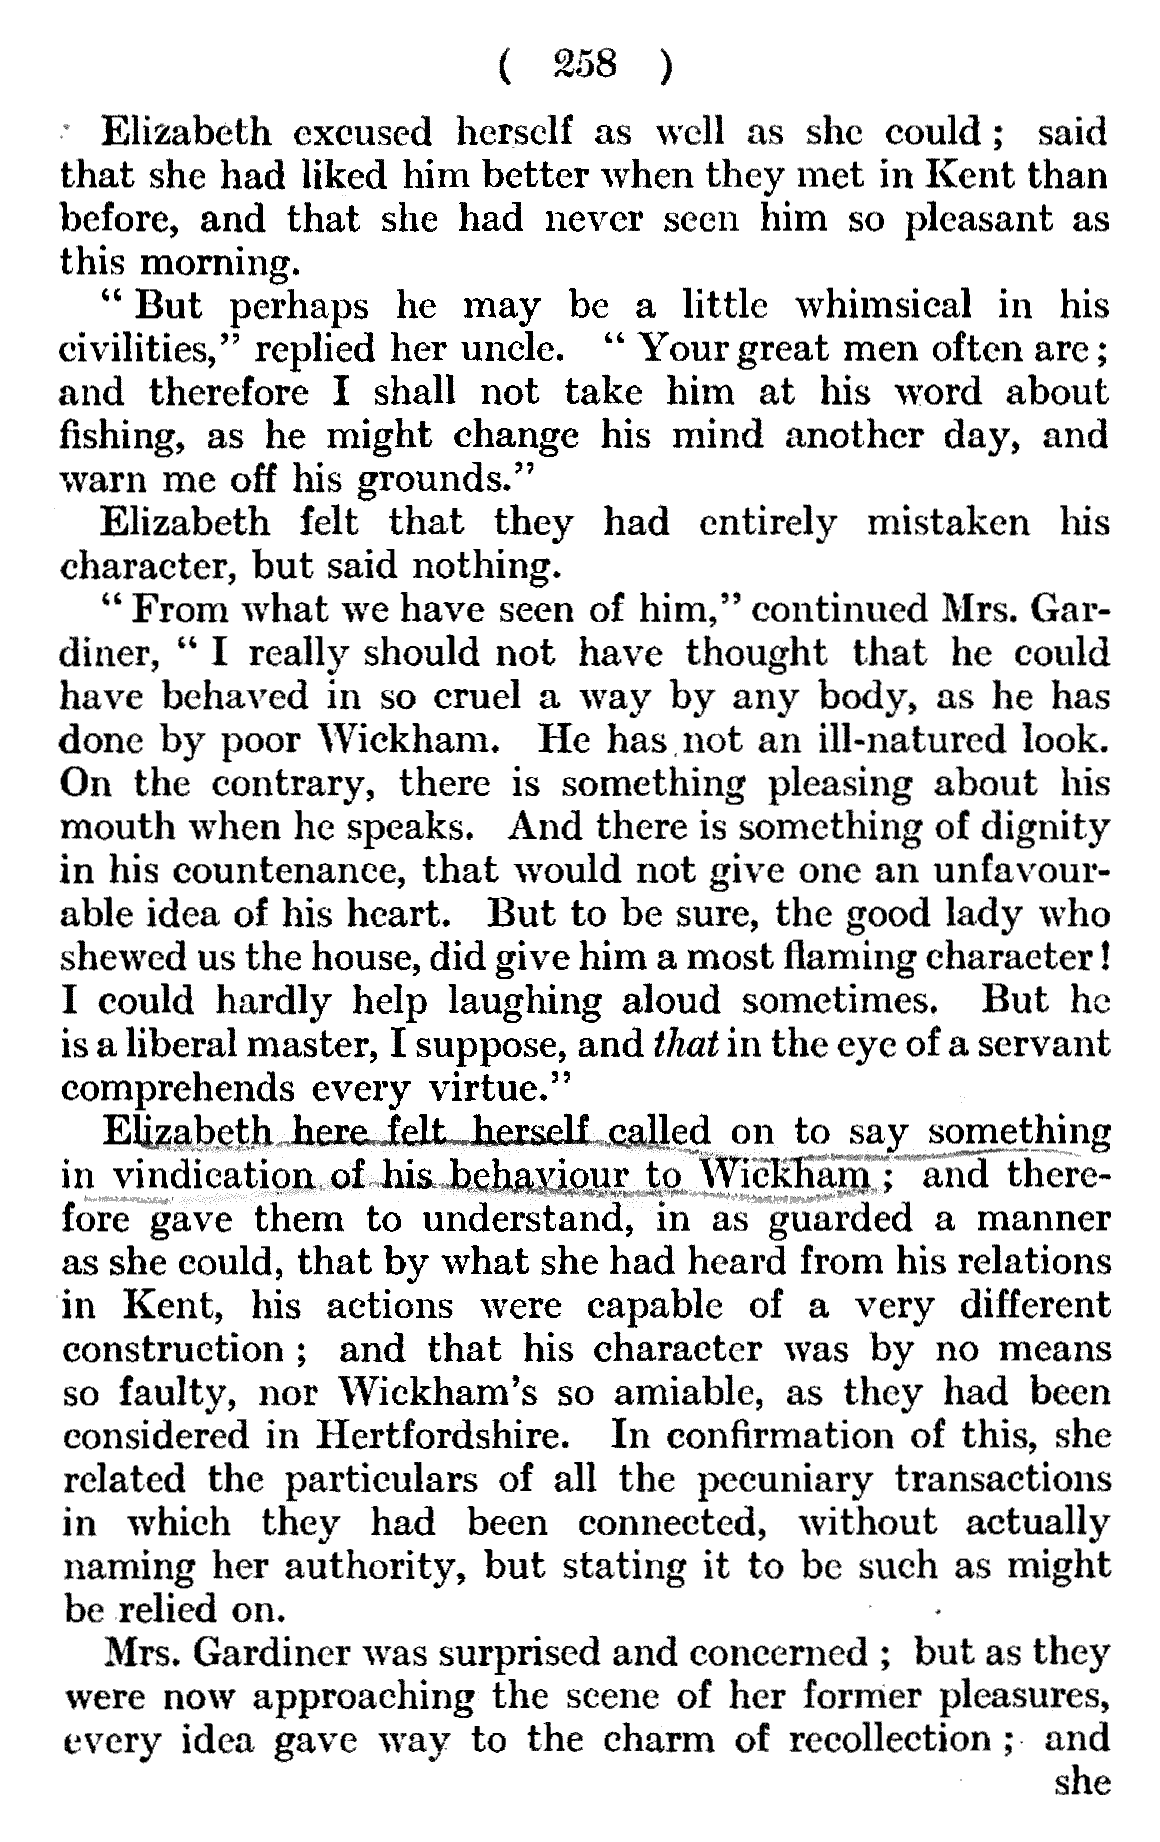 ( 258 )
Elizabeth excused herself as well as she could ; said
that she had liked him better when they met in Kent than
before, and that she had never seen him so pleasant as
this morning.
“ But perhaps he may be a little whimsical in his
civilities,” replied her uncle. “ Your great men often are ;
and therefore I shall not take him at his word about
fishing, as he might change his mind another day, and
warn me off his grounds.”
Elizabeth felt that they had entirely mistaken his
character, but said nothing.
“ From what we have seen of him,” continued Mrs. Gar-
diner, “ I really should not have thought that he could
have behaved in so cruel a way by any body, as he has
done by poor Wickham. He has not an ill-natured look.
On the contrary, there is something pleasing about his
mouth when he speaks. And there is something of dignity
in his countenance, that would not give one an unfavour-
able idea of his heart. But to be sure, the good lady who
shewed us the house, did give him a most flaming character !
I could hardly help laughing aloud sometimes. But he
is a liberal master, I suppose, and that in the eye of a servant
comprehends every virtue.”
Elizabeth here felt herself called on to say something
in vindication of his behaviour to Wickham ; and there-
fore gave them to understand, in as guarded a manner
as she could, that by what she had heard from his relations
in Kent, his actions were capable of a very different
construction ; and that his character was by no means
so faulty, nor Wickham’s so amiable, as they had been
considered in Hertfordshire. In confirmation of this, she
related the particulars of all the pecuniary transactions
in which they had been connected, without actually
naming her authority, but stating it to be such as might
be relied on.
Mrs. Gardiner was surprised and concerned ; but as they
were now approaching the scene of her former pleasures,
every idea gave way to the charm of recollection ; and
she